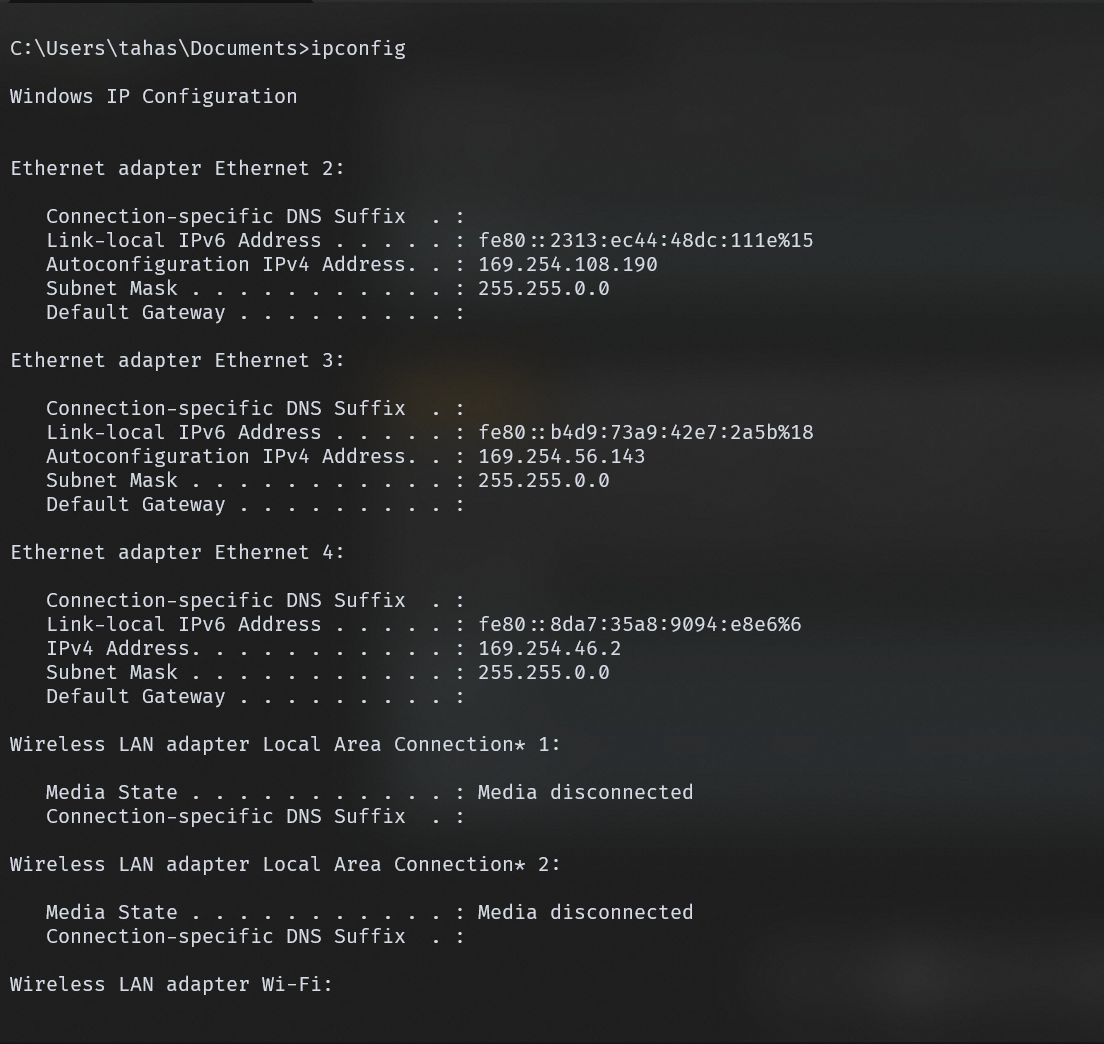 C:\Users\tahas\Documents>ipconfig
Windows IP Configuration
Ethernet adapter Ethernet 2:
Connection-specific DNS Suffix  . :
Link-local IPv6 Address . . . . . : fe80::2313:ec44:48dc:111e%15
Autoconfiguration IPv4 Address. . : 169.254.108.190
Subnet Mask . . . . . . . . . . . : 255.255.0.0
Default Gateway . . . . . . . . . :
Ethernet adapter Ethernet 3:
Connection-specific DNS Suffix  . :
Link-local IPv6 Address . . . . . : fe80::b4d9:73a9:42e7:2a5b%18
Autoconfiguration IPv4 Address. . : 169.254.56.143
Subnet Mask . . . . . . . . . . . : 255.255.0.0
Default Gateway . . . . . . . . . :
Ethernet adapter Ethernet 4:
Connection-specific DNS Suffix  . :
Link-local IPv6 Address . . . . . : fe80::8da7:35a8:9094:e8e6%6
IPv4 Address. . . . . . . . . . . : 169.254.46.2
Subnet Mask . . . . . . . . . . . : 255.255.0.0
Default Gateway . . . . . . . . . :
Wireless LAN adapter Local Area Connection* 1:
Media State . . . . . . . . . . . : Media disconnected
Connection-specific DNS Suffix  . :
Wireless LAN adapter Local Area Connection* 2:
Media State . . . . . . . . . . . : Media disconnected
Connection-specific DNS Suffix  . :
Wireless LAN adapter Wi-Fi: